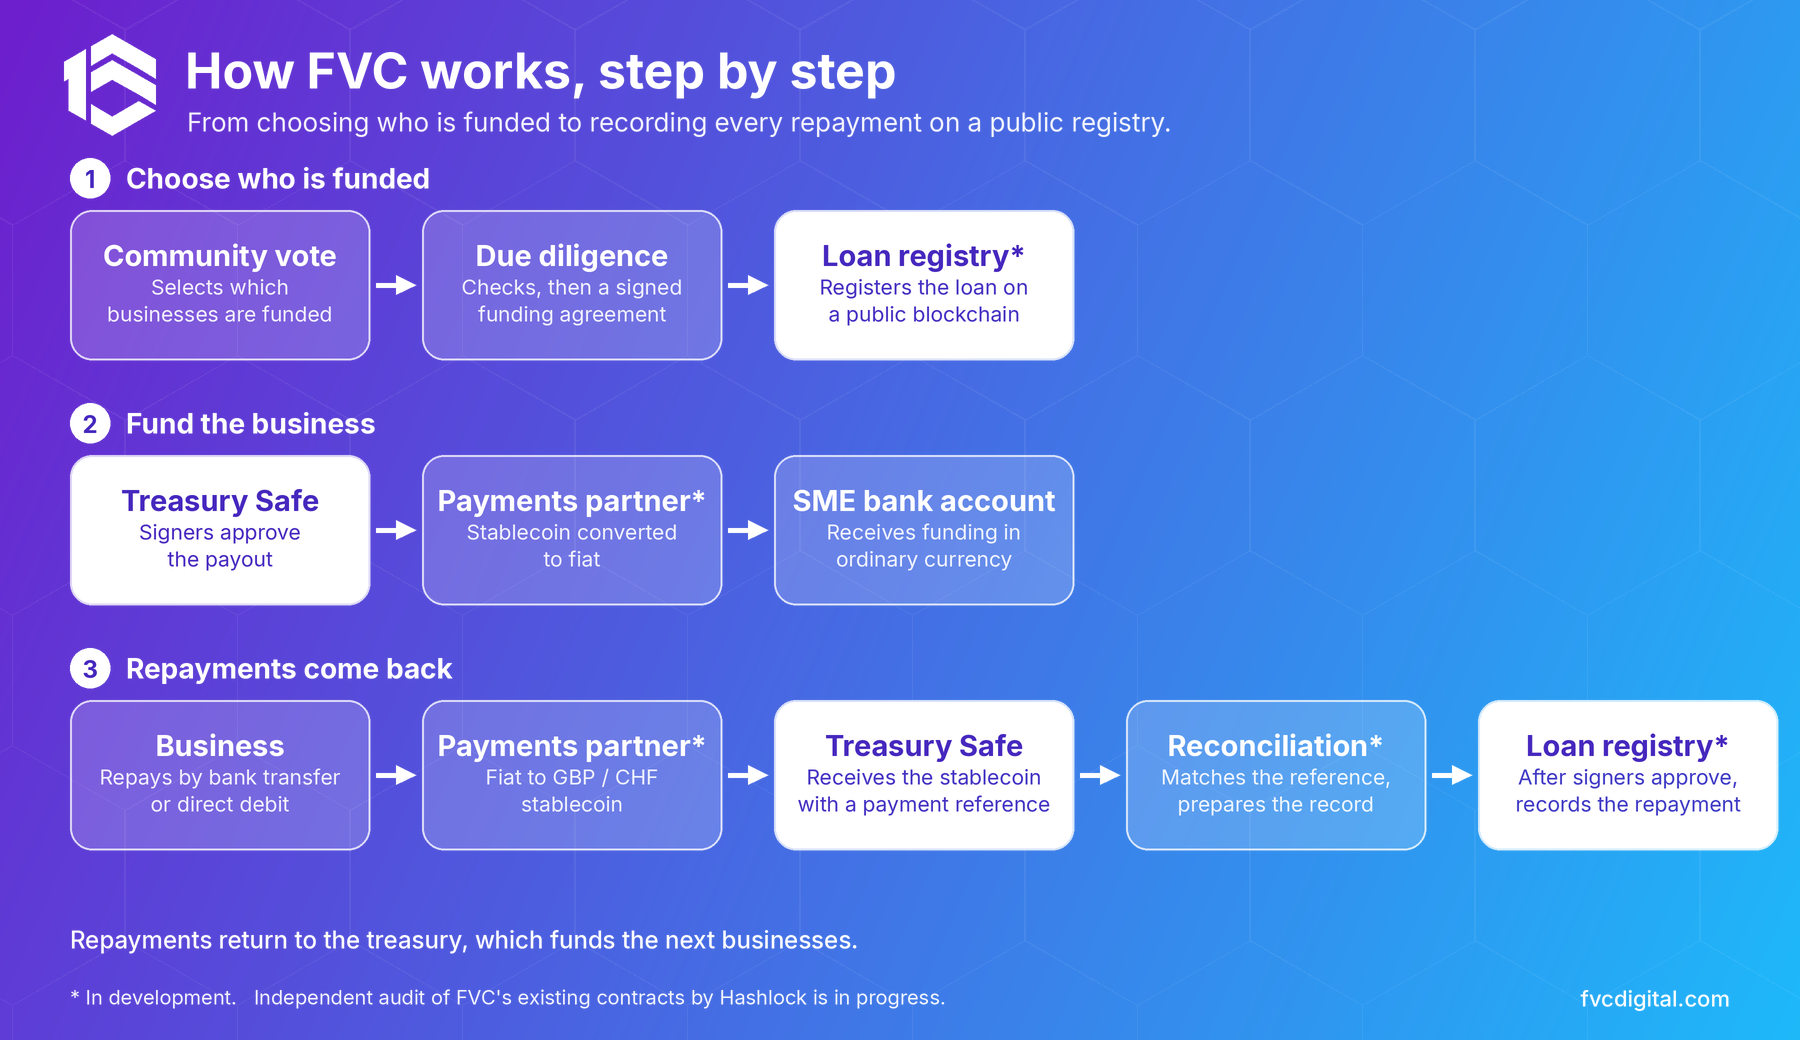 How FVC works, step by step
From choosing who is funded to recording every repayment on a public registry.
1 Choose who is funded
Community vote
Selects which
businesses are funded
Due diligence
Checks, then a signed
funding agreement
Loan registry*
Registers the loan on
a public blockchain
2 Fund the business
Treasury Safe
Signers approve
the payout
Payments partner*
Stablecoin converted
to fiat
SME bank account
Receives funding in
ordinary currency
3 Repayments come back
Business
Repays by bank transfer
or direct debit
Payments partner*
Fiat to GBP / CHF
stablecoin
Treasury Safe
Receives the stablecoin
with a payment reference
Reconciliation*
Matches the reference,
prepares the record
Loan registry*
After signers approve,
records the repayment
Repayments return to the treasury, which funds the next businesses.
* In development. Independent audit of FVC's existing contracts by Hashlock is in progress.
fvcdigital.com